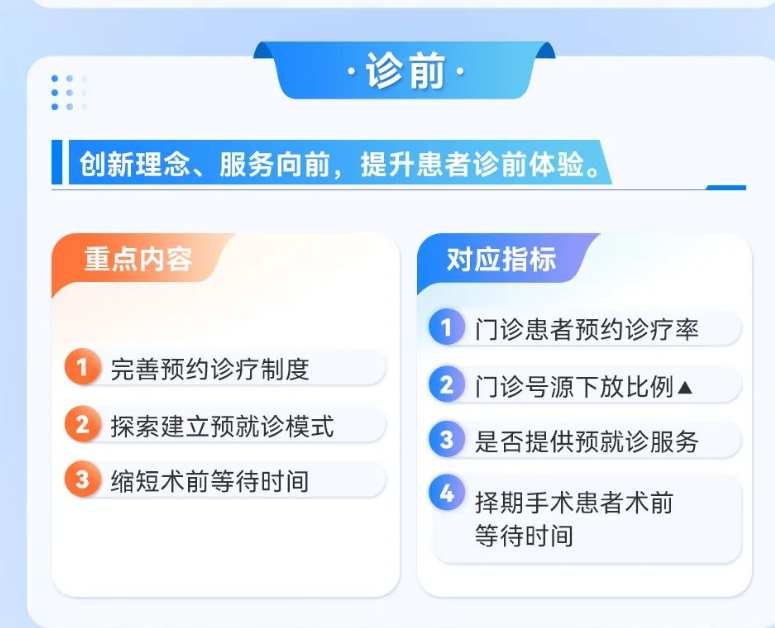 ·诊前·
创新理念、服务向前，提升患者诊前体验。
重点内容
1 完善预约诊疗制度
2 探索建立预就诊模式
3 缩短术前等待时间
对应指标
1 门诊患者预约诊疗率
2 门诊号源下放比例▲
3 是否提供预就诊服务
4 择期手术患者术前
等待时间